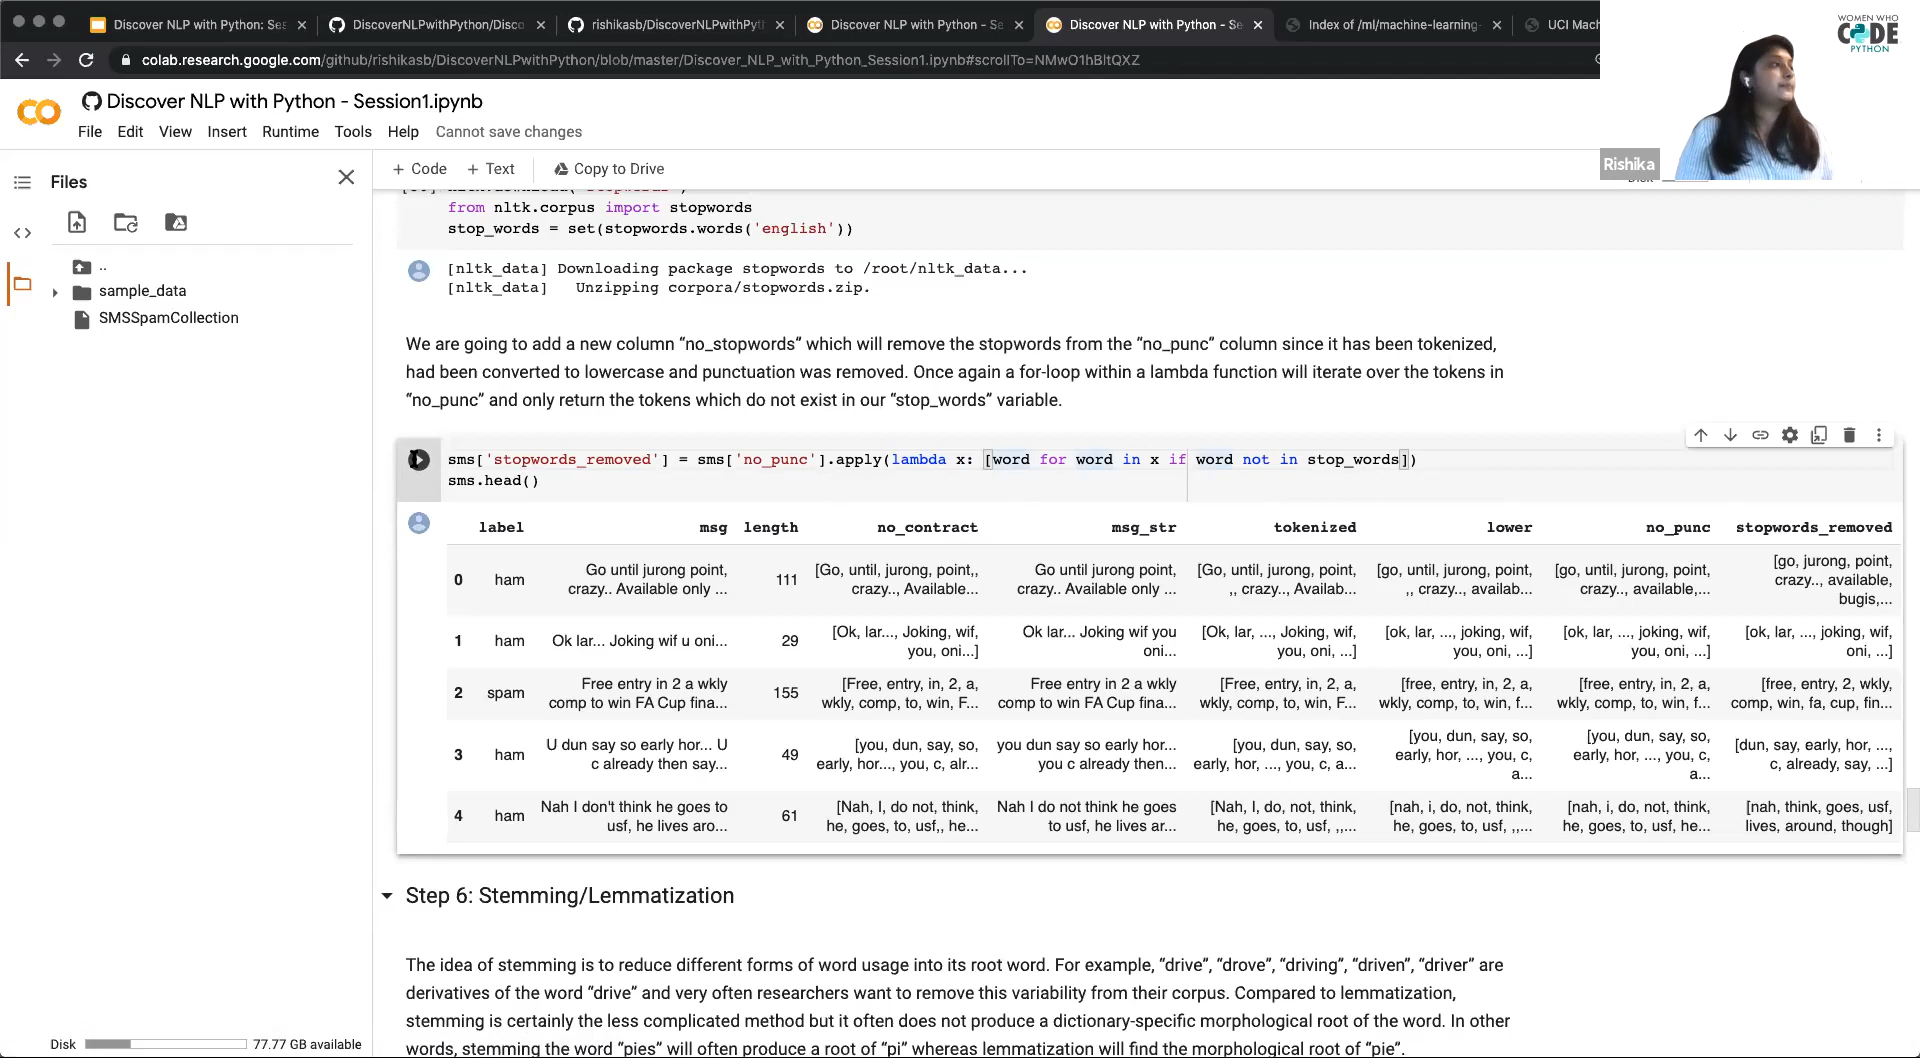 Discover NLP with Python: Ses
DiscoverNLPwithPython/Disco
rishikasb/DiscoverNLPwithPyth
Discover NLP with Python - Se
Discover NLP with Python - Se
Index of /ml/machine-learning-
UCI Mach
WOMEN WHO
CODE
PYTHON
colab.research.google.com/github/rishikasb/DiscoverNLPwithPython/blob/master/Discover_NLP_with_Python_Session1.ipynb#scrollTo=NMwO1hBltQXZ
Discover NLP with Python - Session1.ipynb
File Edit View Insert Runtime Tools Help Cannot save changes
Rishika
Files
+ Code + Text Copy to Drive
..
sample_data
SMSSpamCollection
Disk 77.77 GB available
from nltk.corpus import stopwords
stop_words = set(stopwords.words('english'))
[nltk_data] Downloading package stopwords to /root/nltk_data...
[nltk_data] Unzipping corpora/stopwords.zip.
We are going to add a new column “no_stopwords” which will remove the stopwords from the “no_punc” column since it has been tokenized,
had been converted to lowercase and punctuation was removed. Once again a for-loop within a lambda function will iterate over the tokens in
“no_punc” and only return the tokens which do not exist in our “stop_words” variable.
sms['stopwords_removed'] = sms['no_punc'].apply(lambda x: [word for word in x if word not in stop_words])
sms.head()
label msg length no_contract msg_str tokenized lower no_punc stopwords_removed
0 ham Go until jurong point, crazy.. Available only ... 111 [Go, until, jurong, point,, crazy.., Available... Go until jurong point, crazy.. Available only ... [Go, until, jurong, point, ,, crazy.., Availab... [go, until, jurong, point, ,, crazy.., availab... [go, until, jurong, point, crazy.., available,... [go, jurong, point, crazy.., available, bugis,...
1 ham Ok lar... Joking wif u oni... 29 [Ok, lar..., Joking, wif, you, oni...] Ok lar... Joking wif you oni... [Ok, lar, ..., Joking, wif, you, oni, ...] [ok, lar, ..., joking, wif, you, oni, ...] [ok, lar, ..., joking, wif, you, oni, ...] [ok, lar, ..., joking, wif, oni, ...]
2 spam Free entry in 2 a wkly comp to win FA Cup fina... 155 [Free, entry, in, 2, a, wkly, comp, to, win, F... Free entry in 2 a wkly comp to win FA Cup fina... [Free, entry, in, 2, a, wkly, comp, to, win, F... [free, entry, in, 2, a, wkly, comp, to, win, f... [free, entry, in, 2, a, wkly, comp, to, win, f... [free, entry, 2, wkly, comp, win, fa, cup, fin...
3 ham U dun say so early hor... U c already then say... 49 [you, dun, say, so, early, hor..., you, c, alr... you dun say so early hor... you c already then... [you, dun, say, so, early, hor, ..., you, c, a... [you, dun, say, so, early, hor, ..., you, c, a... [you, dun, say, so, early, hor, ..., you, c, a... [dun, say, early, hor, ..., c, already, say, ...]
4 ham Nah I don't think he goes to usf, he lives aro... 61 [Nah, I, do not, think, he, goes, to, usf,, he... Nah I do not think he goes to usf, he lives ar... [Nah, I, do, not, think, he, goes, to, usf, ,,... [nah, i, do, not, think, he, goes, to, usf, ,,... [nah, i, do, not, think, he, goes, to, usf, he... [nah, think, goes, usf, lives, around, though]
Step 6: Stemming/Lemmatization
The idea of stemming is to reduce different forms of word usage into its root word. For example, “drive”, “drove”, “driving”, “driven”, “driver” are
derivatives of the word “drive” and very often researchers want to remove this variability from their corpus. Compared to lemmatization,
stemming is certainly the less complicated method but it often does not produce a dictionary-specific morphological root of the word. In other
words, stemming the word “pies” will often produce a root of “pi” whereas lemmatization will find the morphological root of “pie”.